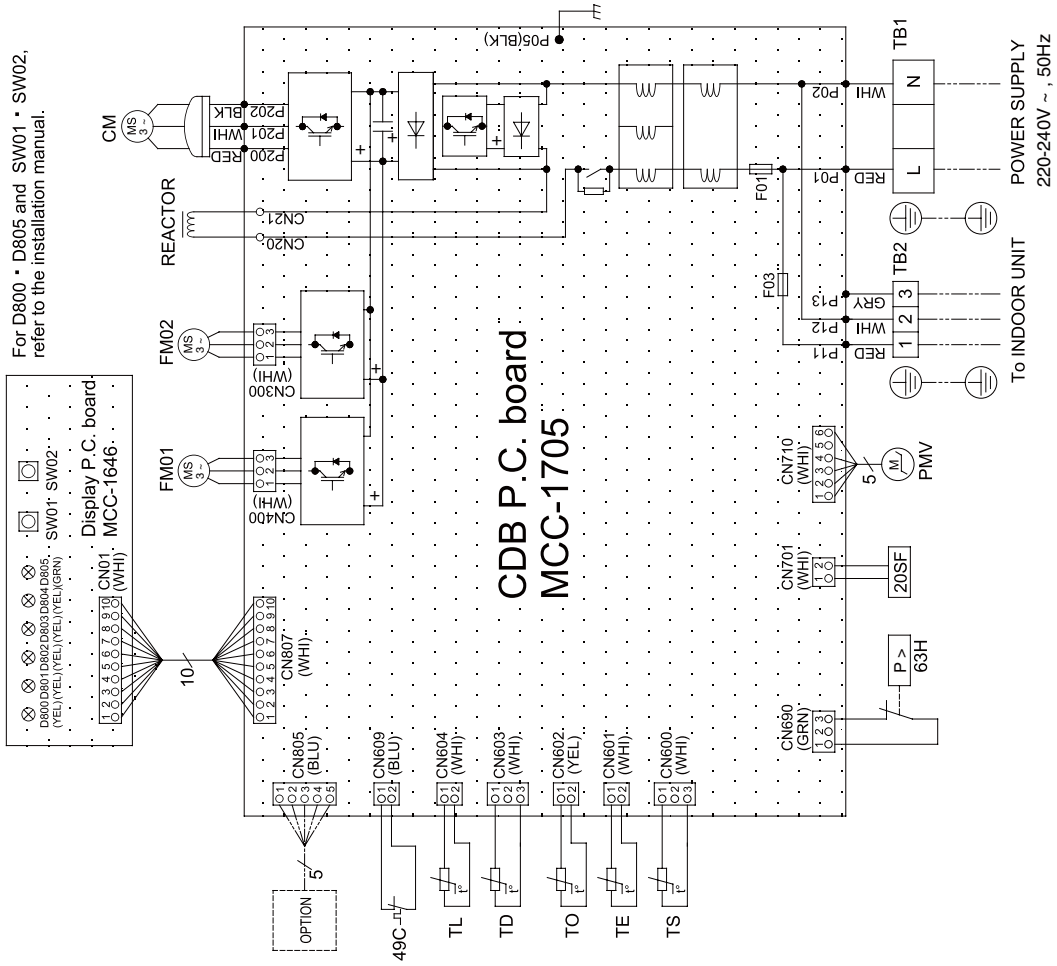 For D800 • D805 and SW01 • SW02,
refer to the installation manual.
D800 D801 D802 D803 D804 D805
(YEL) (YEL) (YEL) (YEL) (YEL) (GRN)
SW01 SW02
Display P.C. board
MCC-1646
1 2 3 4 5 6 7 8 9 10
CN01
(WHI)
10
1 2 3 4 5 6 7 8 9 10
CN807
(WHI)
FM01
MS
3~
1 2 3
CN400
(WHI)
+
FM02
MS
3~
1 2 3
CN300
(WHI)
+
REACTOR
CN20
CN21
CM
MS
3~
RED
WHI
BLK
P200
P201
P202
+
+
+
+
P05(BLK)
OPTION
5
1
2
3
4
5
CN805
(BLU)
49C
1
2
CN609
(BLU)
TL
t°
1
2
CN604
(WHI)
TD
t°
1
2
3
CN603
(WHI)
TO
t°
1
2
CN602
(YEL)
TE
t°
1
2
CN601
(WHI)
TS
t°
1
2
3
CN600
(WHI)
CDB P.C. board
MCC-1705
F01
F03
CN690
(GRN)
1 2 3
P >
63H
CN701
(WHI)
1 2
20SF
CN710
(WHI)
1 2 3 4 5 6
5
M
PMV
P11
P12
P13
RED
WHI
GRY
1 2 3
TB2
To INDOOR UNIT
P01
P02
RED
WHI
L N
TB1
POWER SUPPLY
220-240V ~ , 50Hz